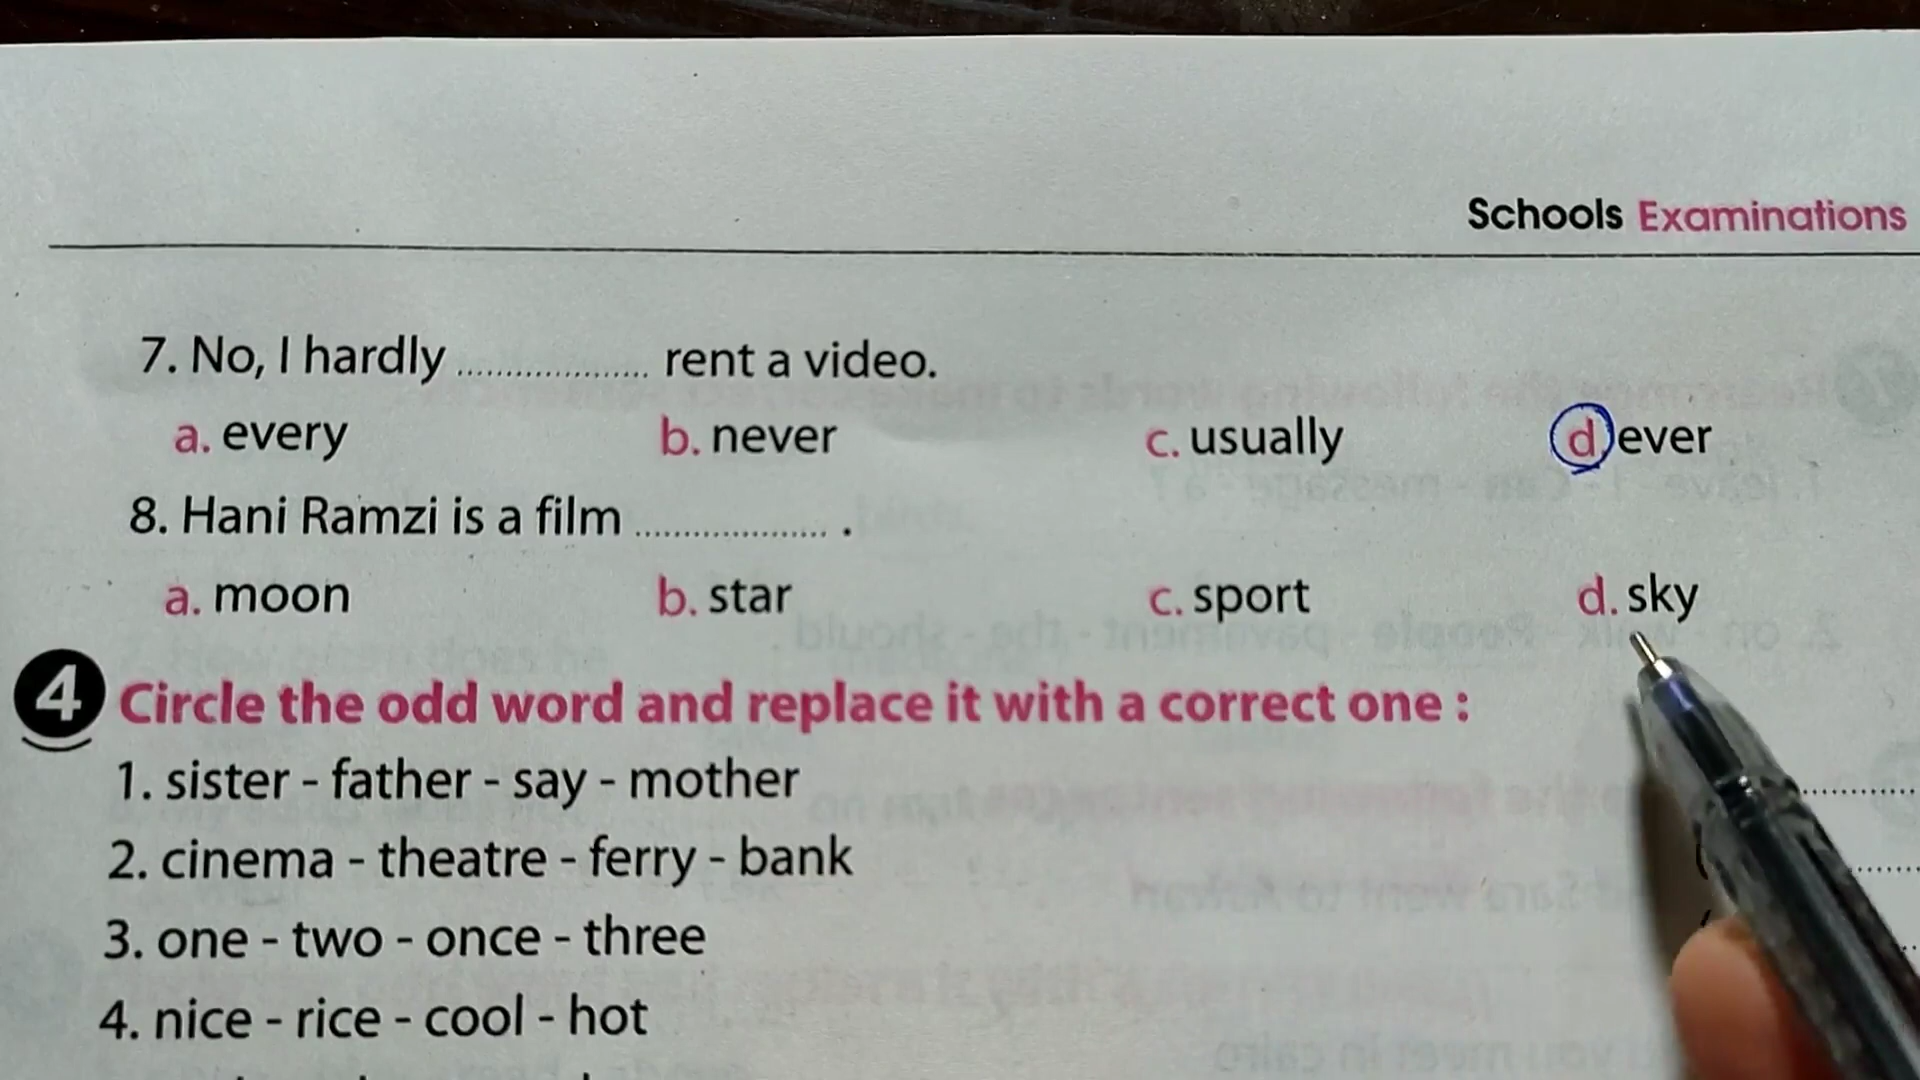 Schools Examinations
7. No, I hardly .................... rent a video.
a. every b. never c. usually d. ever
8. Hani Ramzi is a film .................... .
a. moon b. star c. sport d. sky
4 Circle the odd word and replace it with a correct one :
1. sister - father - say - mother
2. cinema - theatre - ferry - bank
3. one - two - once - three
4. nice - rice - cool - hot